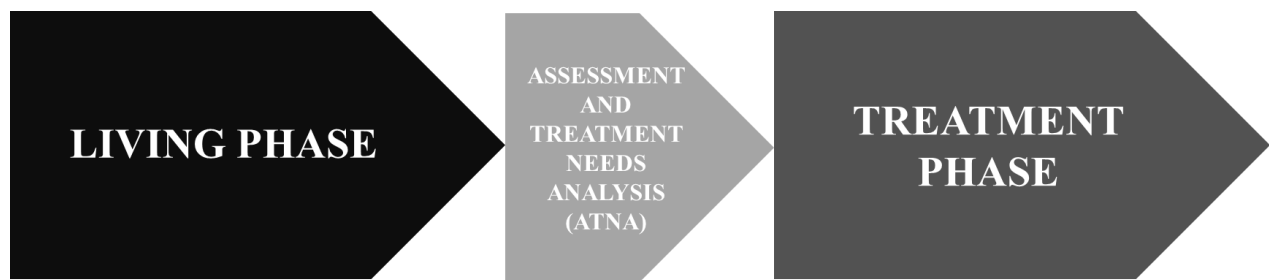 LIVING PHASE
ASSESSMENT
AND
TREATMENT
NEEDS
ANALYSIS
(ATNA)
TREATMENT
PHASE